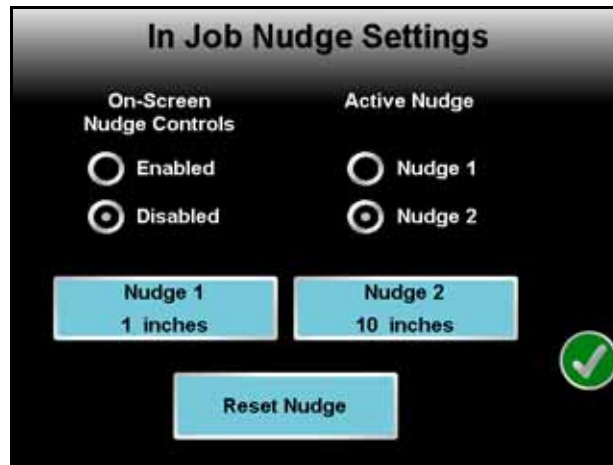 In Job Nudge Settings
On-Screen
Nudge Controls
Enabled
Disabled
Active Nudge
Nudge 1
Nudge 2
Nudge 1
1 inches
Nudge 2
10 inches
Reset Nudge